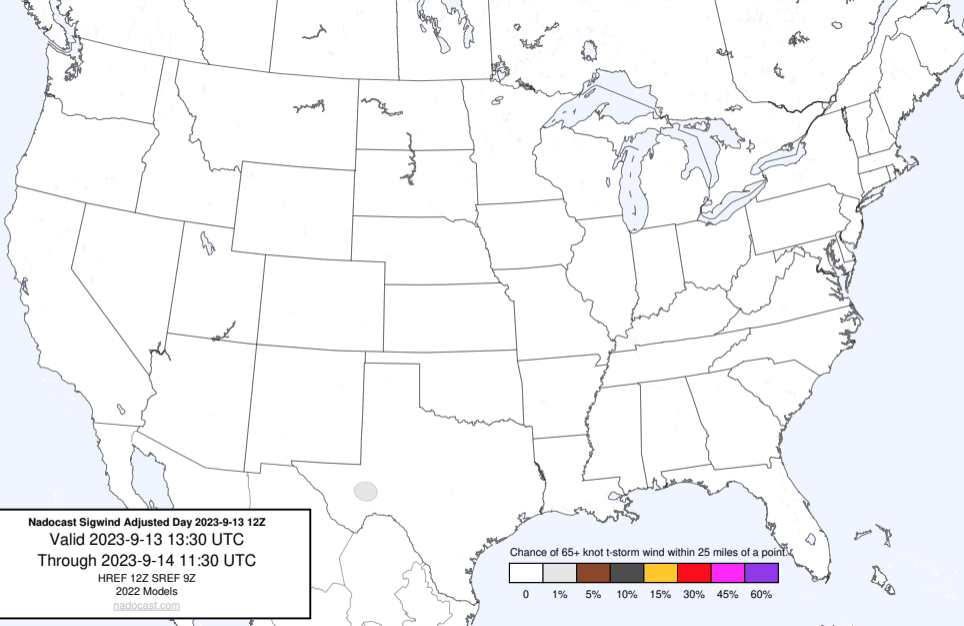 Nadocast Sigwind Adjusted Day 2023-9-13 12Z
Valid 2023-9-13 13:30 UTC
Through 2023-9-14 11:30 UTC
HREF 12Z SREF 9Z
2022 Models
nadocast.com
Chance of 65+ knot t-storm wind within 25 miles of a point.
0 1% 5% 10% 15% 30% 45% 60%